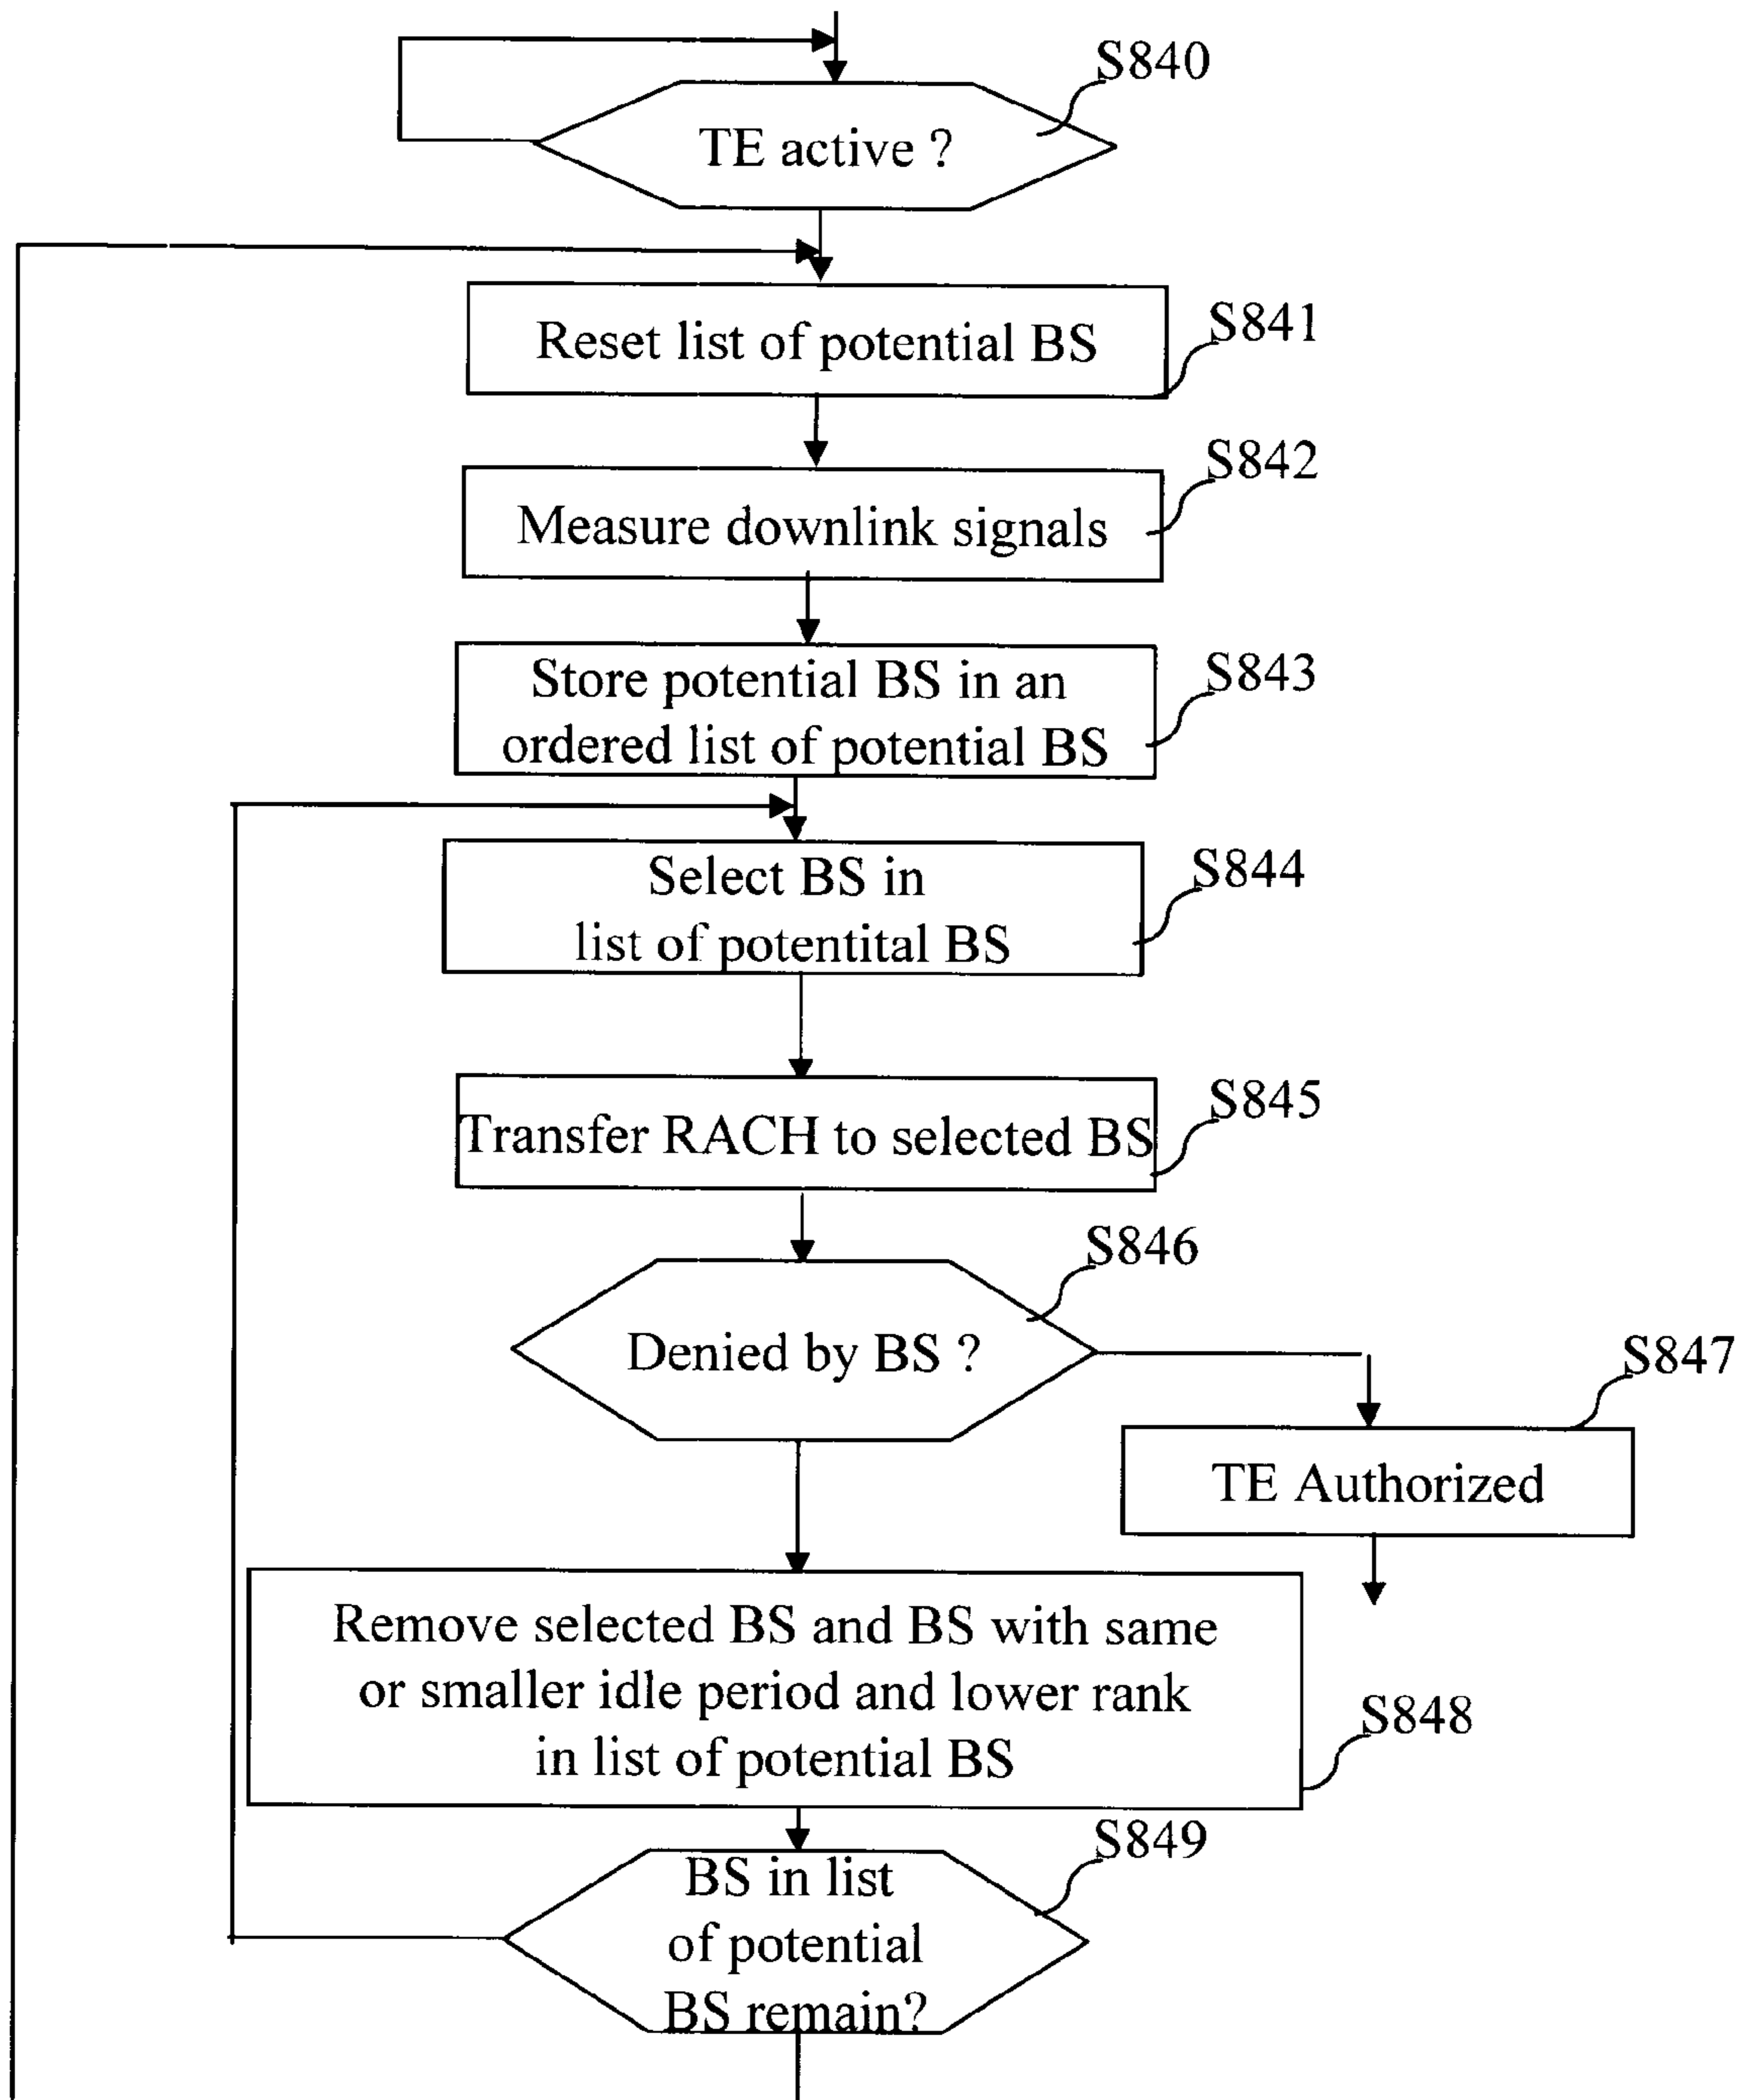 S840
TE active ?
Reset list of potential BS
S841
S842
Measure downlink signals
S843
Store potential BS in an
ordered list of potential BS
S844
Select BS in
list of potentital BS
S845
Transfer RACH to selected BS
S846
Denied by BS ?
S847
TE Authorized
Remove selected BS and BS with same
or smaller idle period and lower rank
in list of potential BS
S848
S849
BS in list
of potential
BS remain?